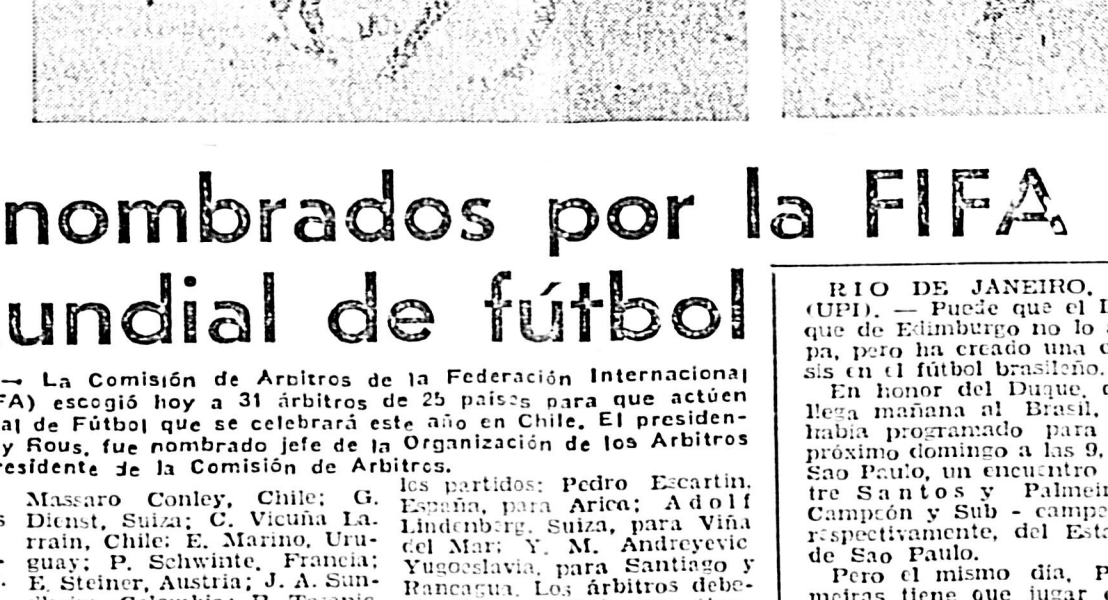 nombrados por la FIFA
undial de fútbol
— La Comisión de Arbitros de la Federación Internacional
FA) escogió hoy a 31 árbitros de 25 países para que actúen
al de Fútbol que se celebrará este año en Chile. El presiden-
y Rous, fue nombrado jefe de la Organización de los Arbitros
residente de la Comisión de Arbitros.
Massaro Conley, Chile; G.
s Dienst, Suiza; C. Vicuña La-
rrain, Chile; E. Marino, Uru-
- guay; P. Schwinte, Francia;
. E. Steiner, Austria; J. A. Sun-
Colombia;
los partidos: Pedro Escartin,
España, para Arica; Adolf
Lindenberg, Suiza, para Viña
del Mar; Y. M. Andreyevic
Yugoeslavia, para Santiago y
Rancagua. Los árbitros debe-
RIO DE JANEIRO,
(UPI). — Puede que el
que de Edimburgo no lo
pa, pero ha creado una
sis en el fútbol brasileño.
En honor del Duque,
llega mañana al Brasil,
había programado para
próximo domingo a las 9,
Sao Paulo, un encuentro
tre Santos y Palmei
Campeón y Sub - campe
respectivamente, del Esta
de Sao Paulo.
Pero el mismo día, P
meiras tiene que jugar